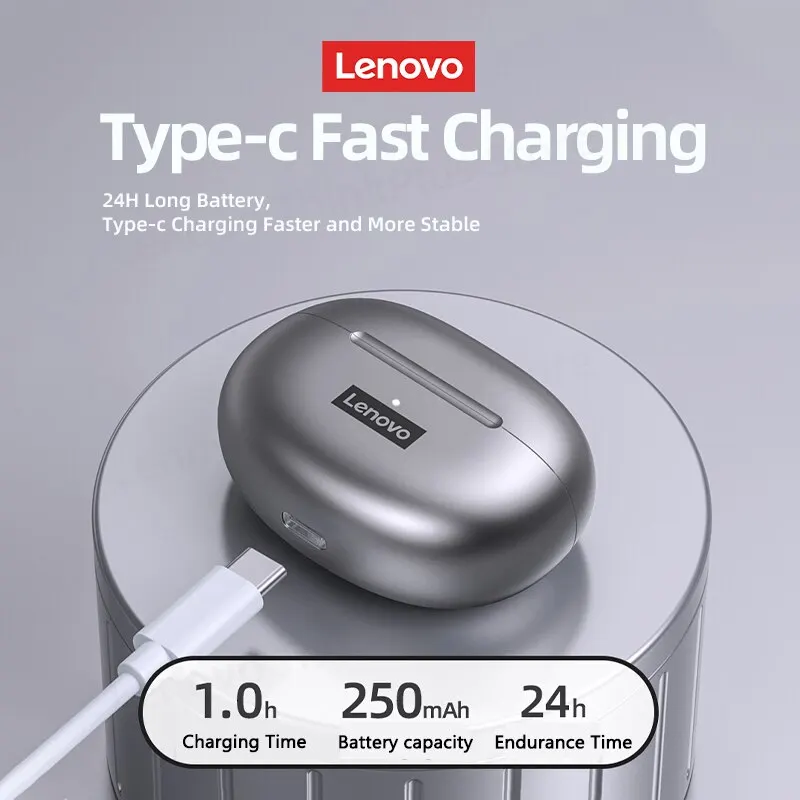 Lenovo
Type-c Fast Charging
24H Long Battery,
Type-c Charging Faster and More Stable
Lenovo
1.0h 250mAh 24h
Charging Time Battery capacity Endurance Time